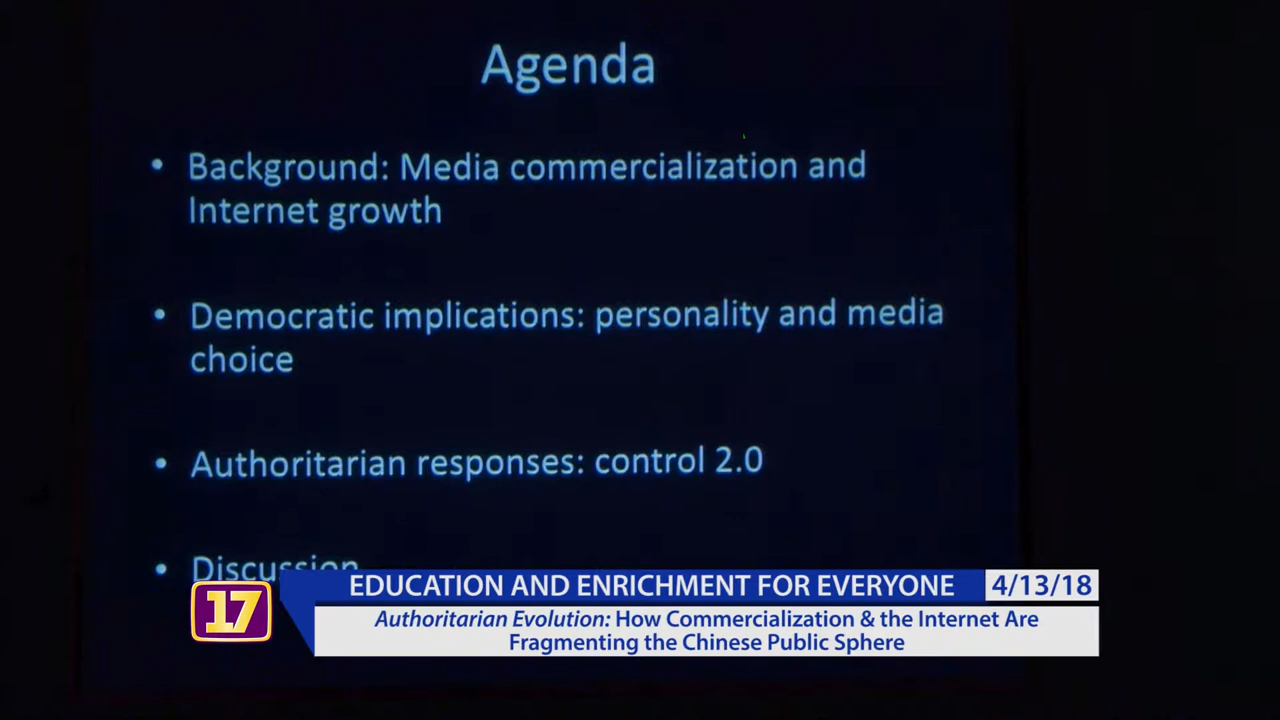 Agenda
• Background: Media commercialization and
Internet growth
• Democratic implications: personality and media
choice
• Authoritarian responses: control 2.0
• Discussion
17
EDUCATION AND ENRICHMENT FOR EVERYONE
4/13/18
Authoritarian Evolution: How Commercialization & the Internet Are
Fragmenting the Chinese Public Sphere